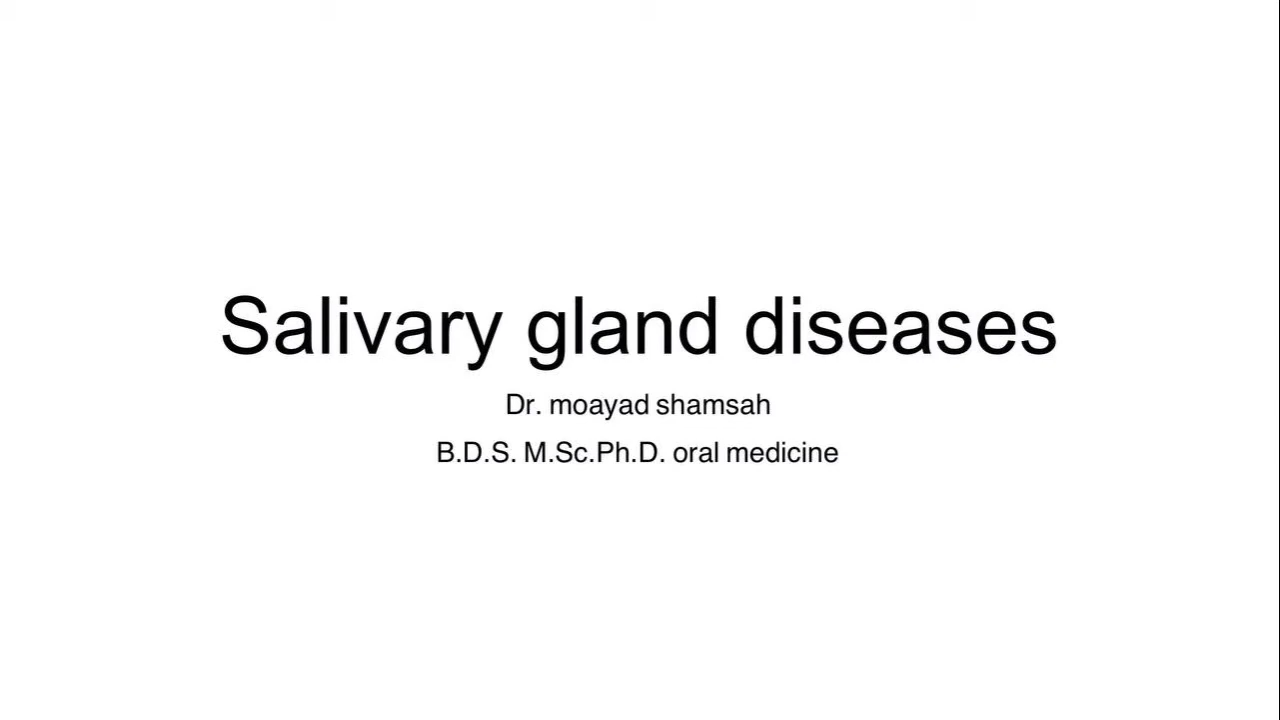 Salivary gland diseases
Dr. moayad shamsah
B.D.S. M.Sc.Ph.D. oral medicine